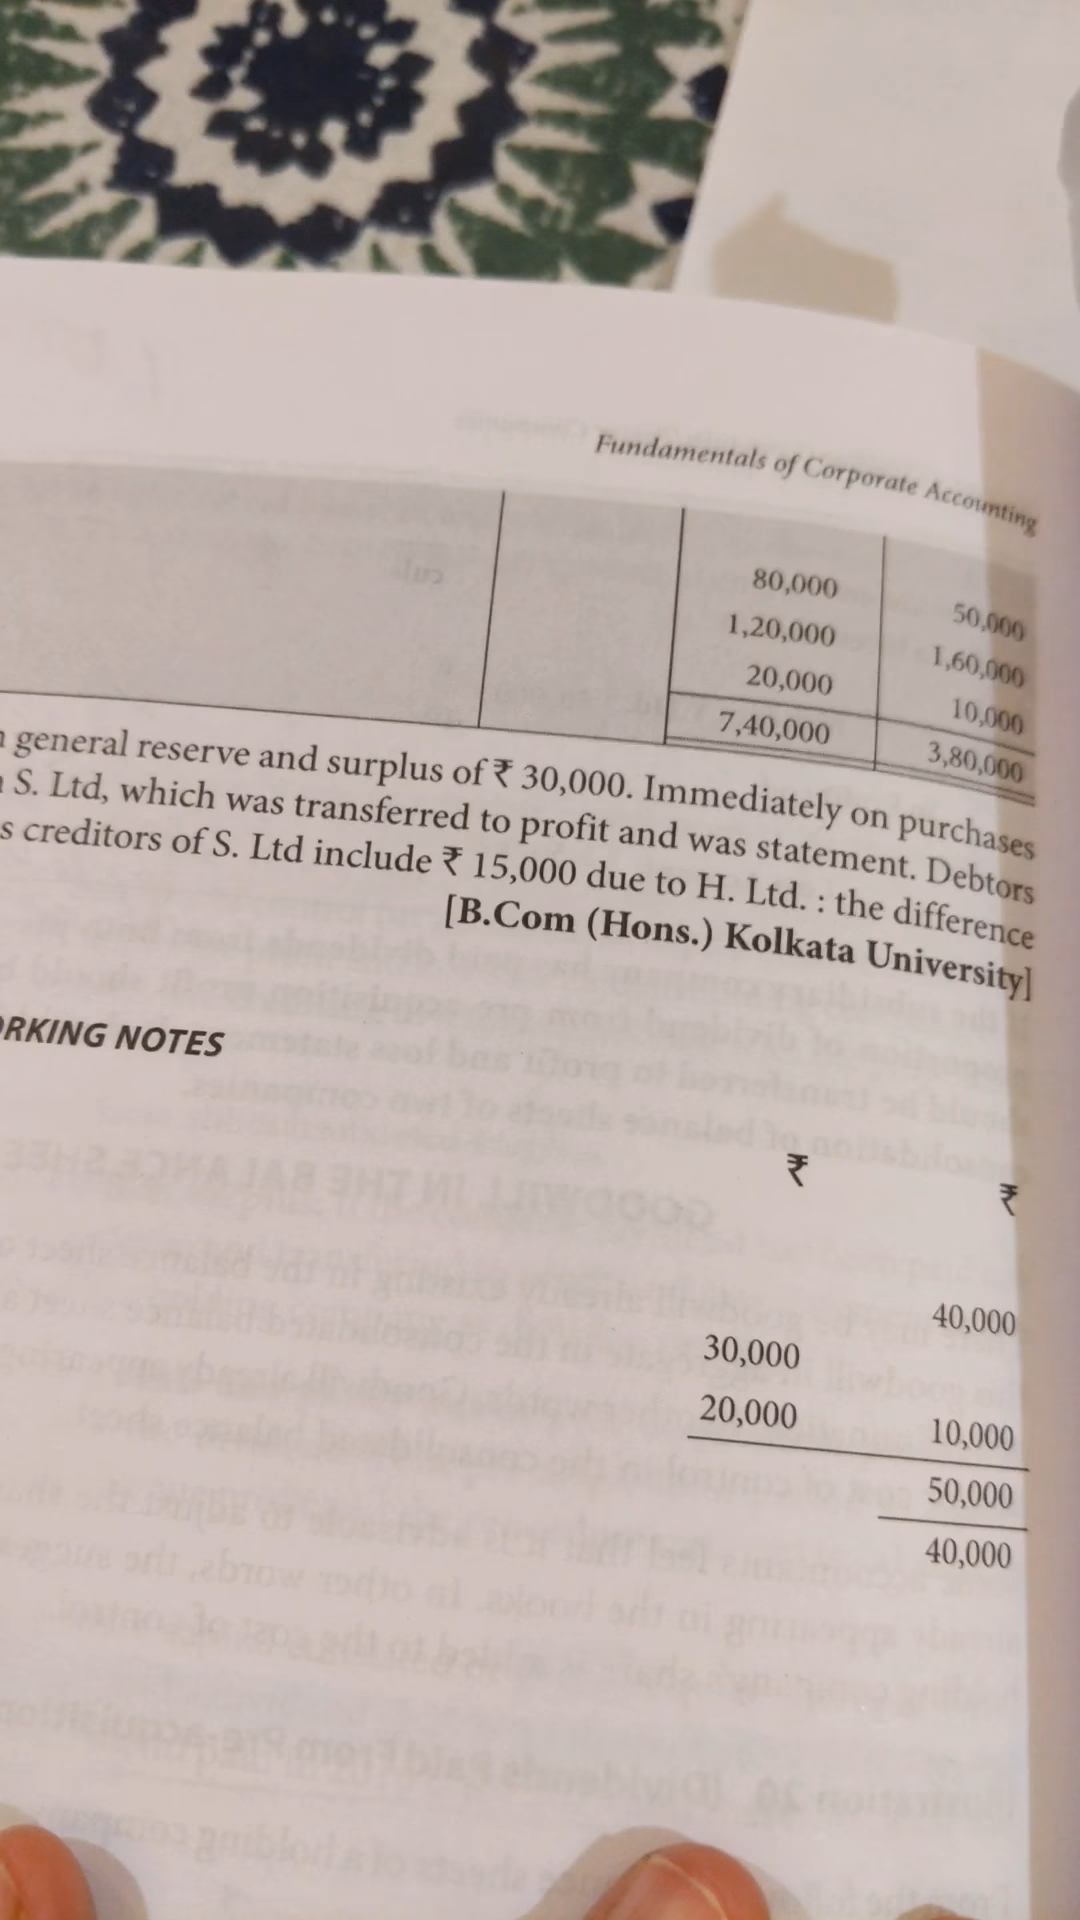 Fundamentals of Corporate Accounting
80,000 50,000
1,20,000 1,60,000
20,000 10,000
7,40,000 3,80,000
general reserve and surplus of ₹ 30,000. Immediately on purchases
S. Ltd, which was transferred to profit and was statement. Debtors
s creditors of S. Ltd include ₹ 15,000 due to H. Ltd. : the difference
[B.Com (Hons.) Kolkata University]
ORKING NOTES
₹ ₹
40,000
30,000
20,000 10,000
50,000
40,000